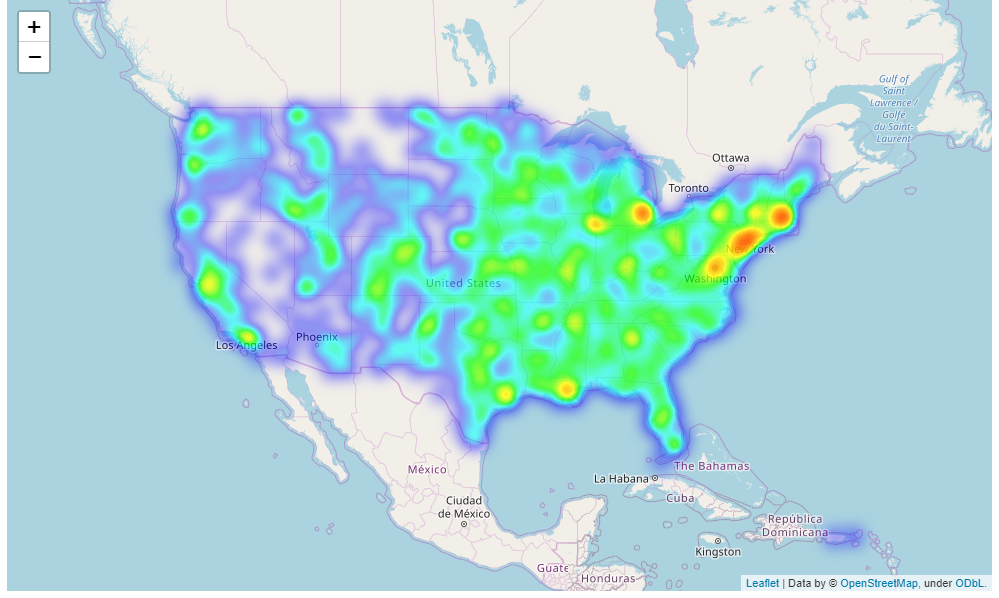 +
−
Gulf of
Saint
Lawrence /
Golfe
du Saint-
Laurent
Ottawa
Toronto
New York
Washington
United States
Phoenix
Los Angeles
México
Ciudad
de México
La Habana
The Bahamas
Cuba
República
Dominicana
Kingston
Guate
Honduras
Leaflet | Data by © OpenStreetMap, under ODbL.